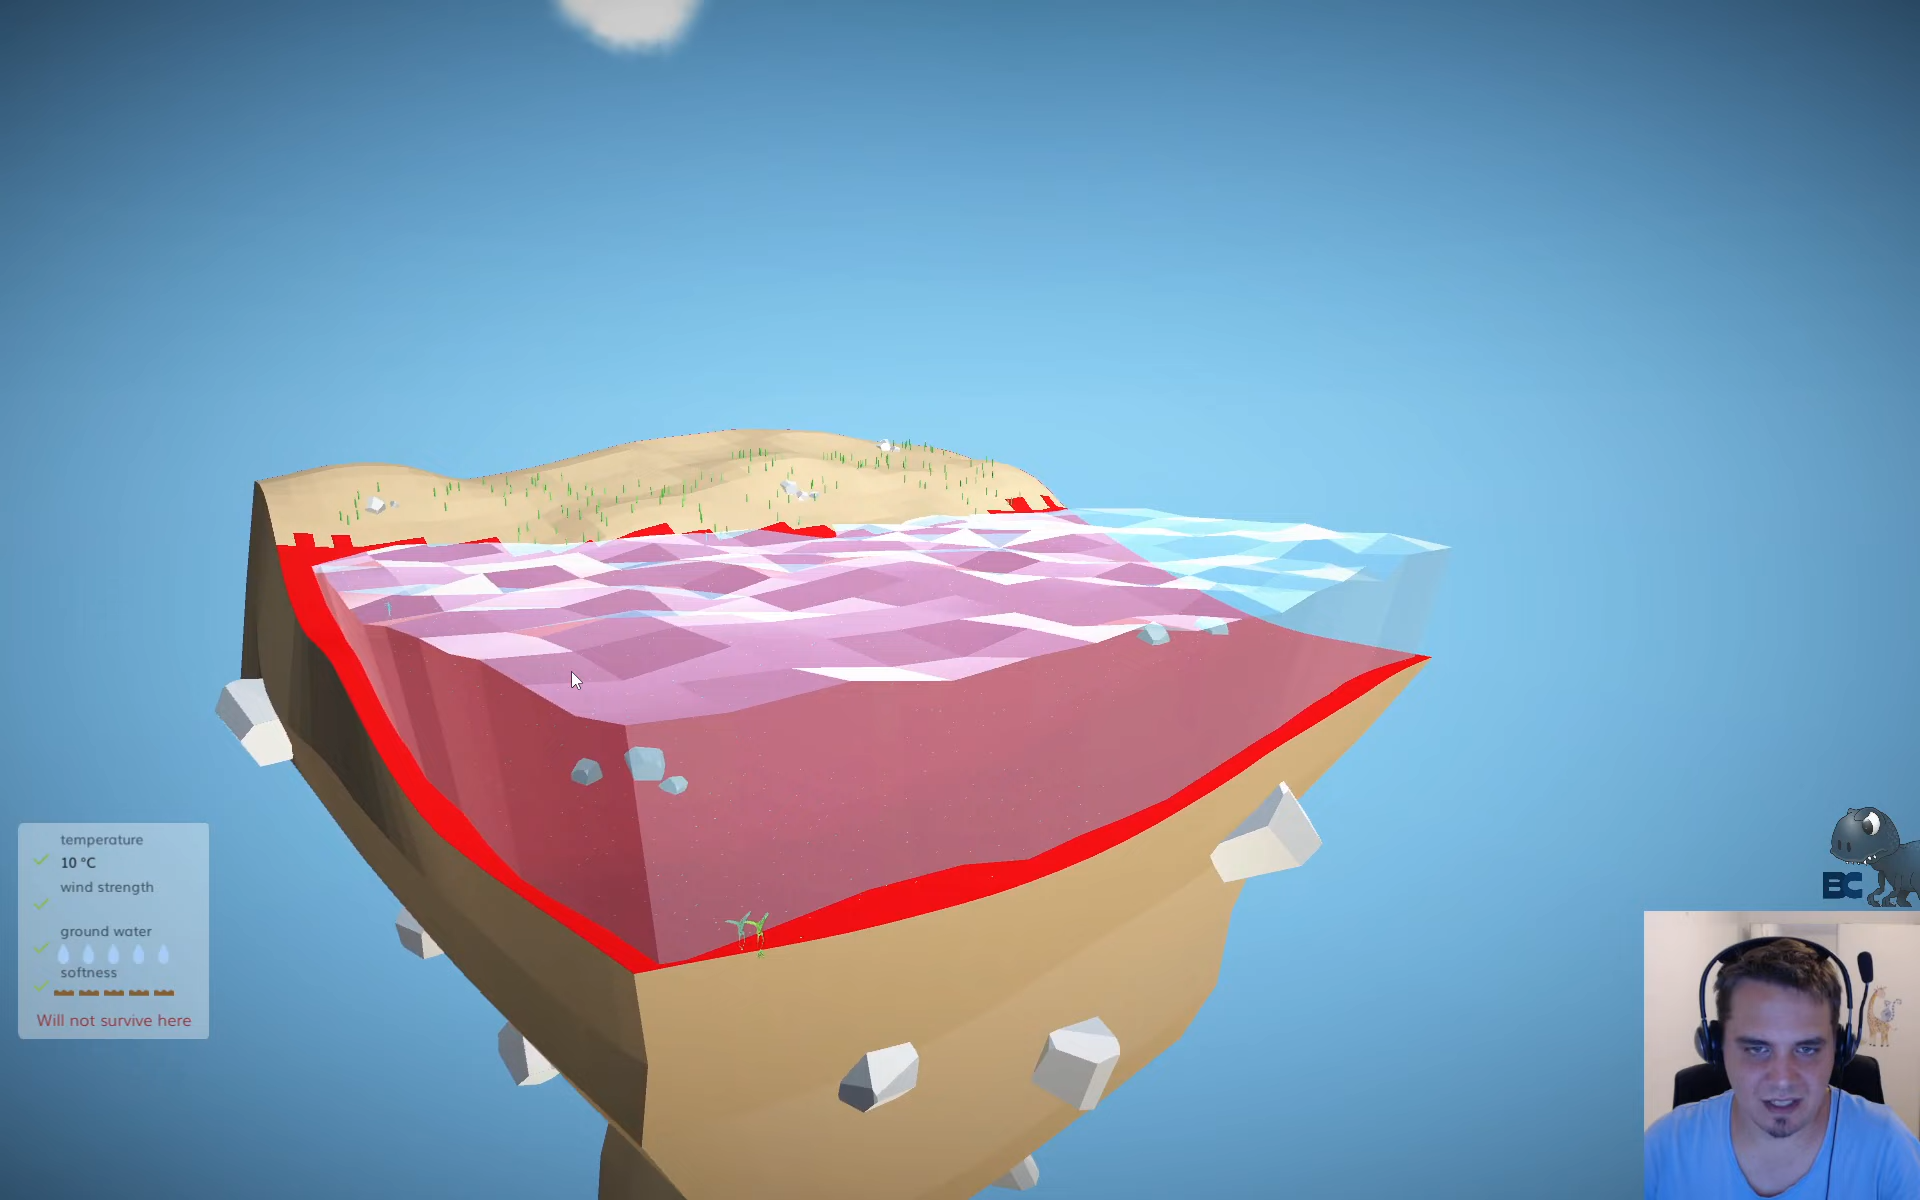 temperature
10 °C
wind strength
ground water
softness
Will not survive here
BC